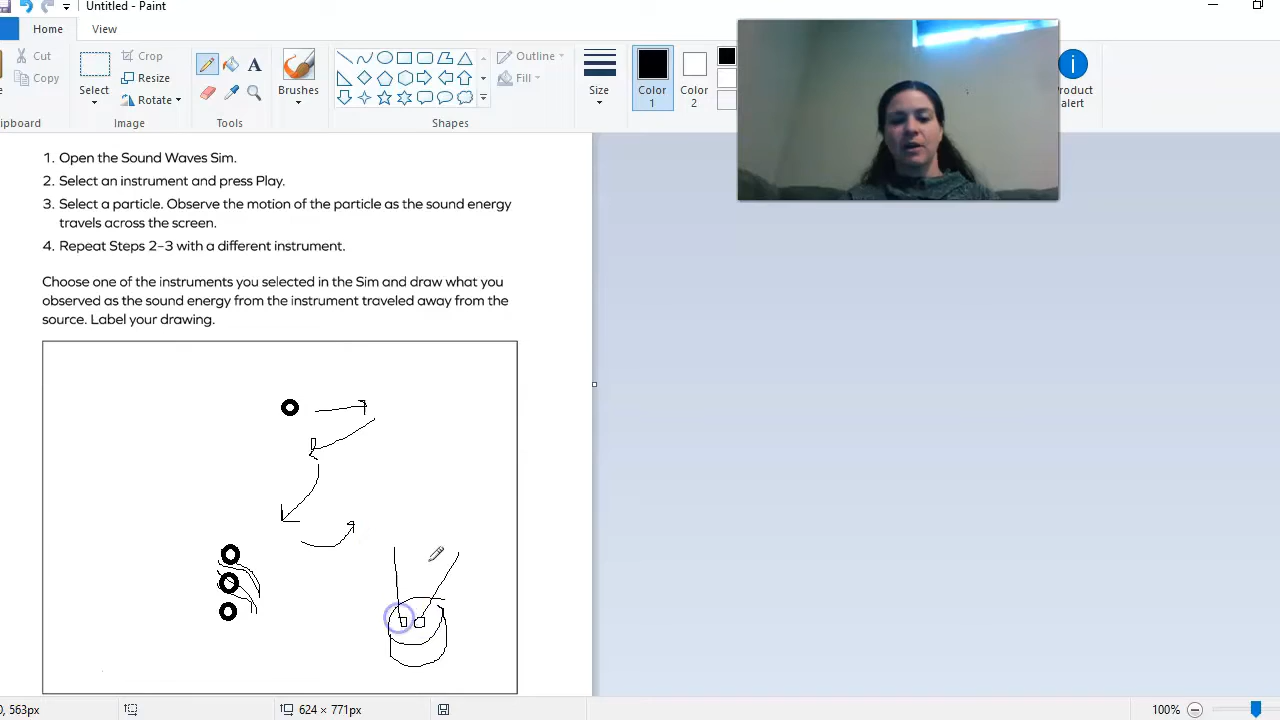 Untitled - Paint
Home View
Cut
Copy
Select
Crop
Resize
Rotate
A
Brushes
Outline
Fill
Size
Color 1
Color 2
i
Image
Tools
Shapes
1. Open the Sound Waves Sim.
2. Select an instrument and press Play.
3. Select a particle. Observe the motion of the particle as the sound energy
travels across the screen.
4. Repeat Steps 2–3 with a different instrument.
Choose one of the instruments you selected in the Sim and draw what you
observed as the sound energy from the instrument traveled away from the
source. Label your drawing.
563px
624 × 771px
100%